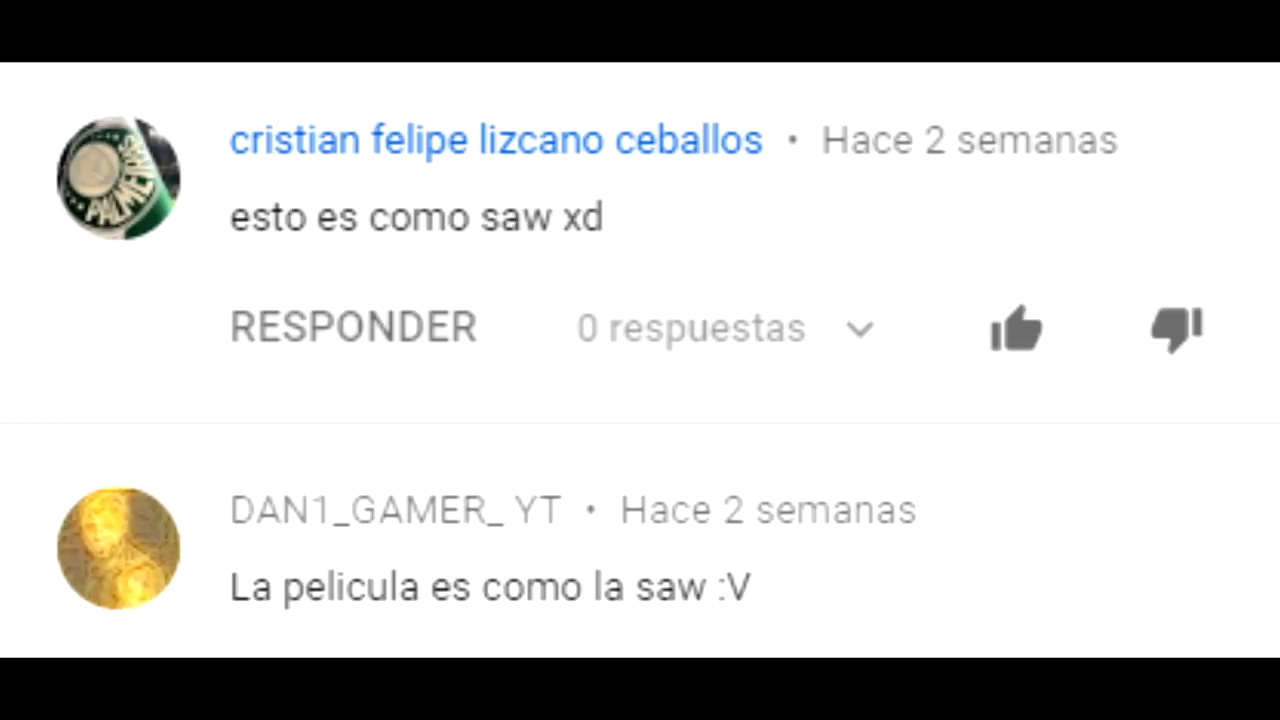 cristian felipe lizcano ceballos • Hace 2 semanas
esto es como saw xd
RESPONDER 0 respuestas
DAN1_GAMER_ YT • Hace 2 semanas
La pelicula es como la saw :V
PALMEIRAS